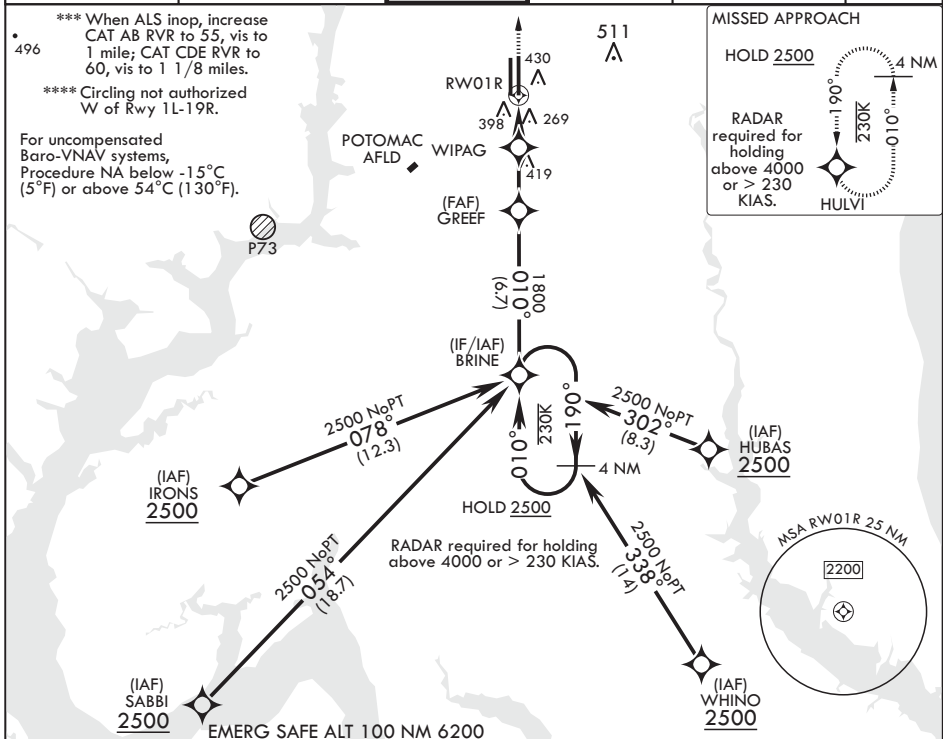 *** When ALS inop, increase
CAT AB RVR to 55, vis to
1 mile; CAT CDE RVR to
60, vis to 1 1/8 miles.
**** Circling not authorized
W of Rwy 1L-19R.
For uncompensated
Baro-VNAV systems,
Procedure NA below -15°C
(5°F) or above 54°C (130°F).
496
511
430
RW01R
398
269
POTOMAC
AFLD
WIPAG
419
(FAF)
GREEF
P73
1800
010°
(6.7)
(IF/IAF)
BRINE
MISSED APPROACH
HOLD 2500
4 NM
190°
230K
010°
RADAR
required for
holding
above 4000
or > 230
KIAS.
HULVI
2500 NoPT
078°
(12.3)
(IAF)
IRONS
2500
010°
230K
190°
4 NM
HOLD 2500
2500 NoPT
302°
(8.3)
(IAF)
HUBAS
2500
RADAR required for holding
above 4000 or > 230 KIAS.
2500 NoPT
054°
(18.7)
2500 NoPT
338°
(14)
MSA RW01R 25 NM
2200
(IAF)
SABBI
2500
(IAF)
WHINO
2500
EMERG SAFE ALT 100 NM 6200